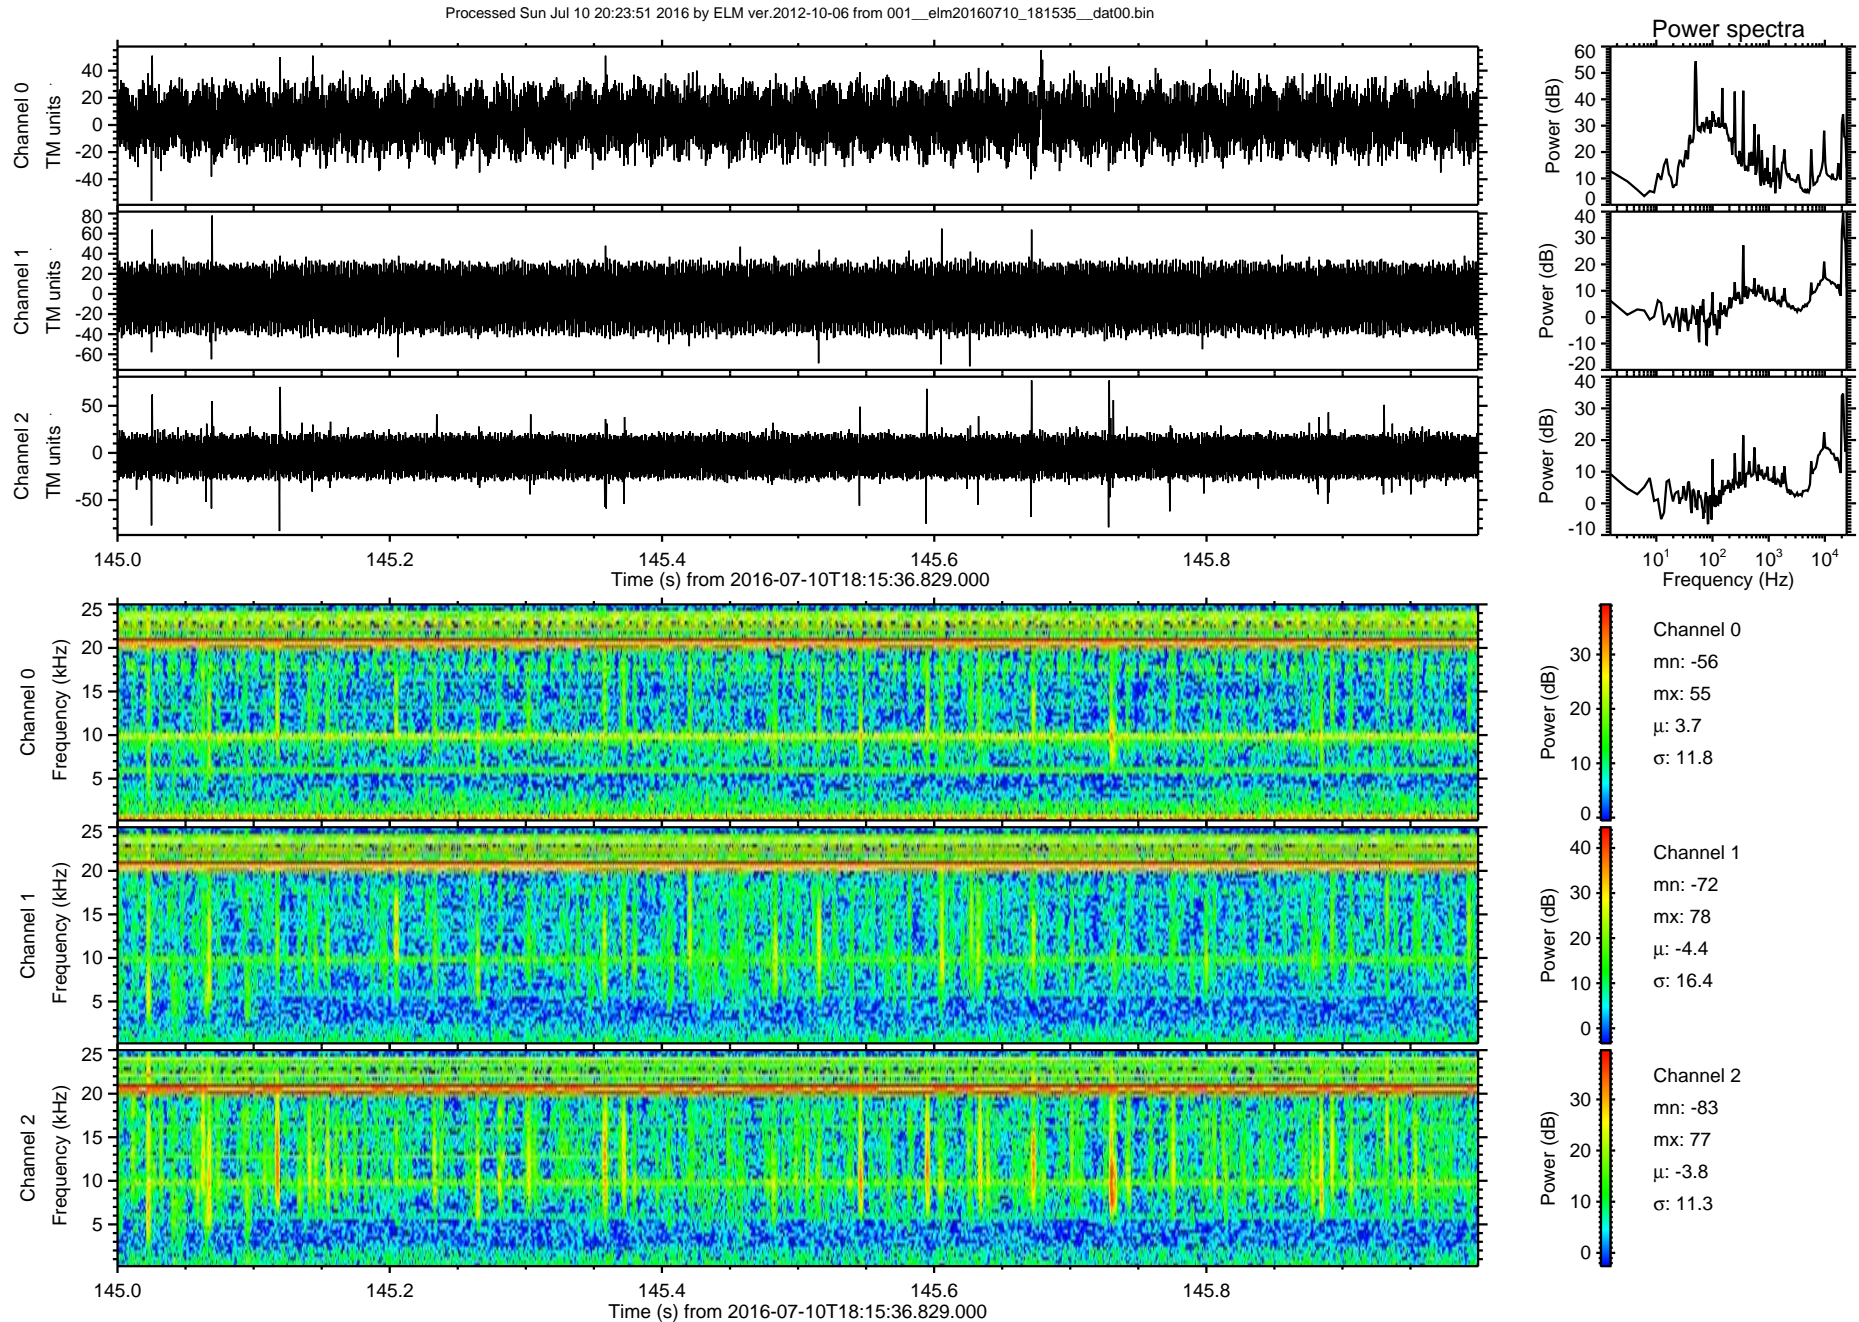 Processed Sun Jul 10 20:23:51 2016 by ELM ver.2012-10-06 from 001__elm20160710_181535__dat00.bin
Power spectra
Channel 0
TM units
40
20
0
-20
-40
Power (dB)
60
50
40
30
20
10
0
Channel 1
TM units
80
60
40
20
0
-20
-40
-60
Power (dB)
40
30
20
10
0
-10
-20
Channel 2
TM units
50
0
-50
Power (dB)
40
30
20
10
0
-10
145.0 145.2 145.4 145.6 145.8
Time (s) from 2016-07-10T18:15:36.829.000
10^1 10^2 10^3 10^4
Frequency (Hz)
Channel 0
Frequency (kHz)
25
20
15
10
5
Power (dB)
30
20
10
0
Channel 0
mn: -56
mx: 55
μ: 3.7
σ: 11.8
Channel 1
Frequency (kHz)
25
20
15
10
5
Power (dB)
40
30
20
10
0
Channel 1
mn: -72
mx: 78
μ: -4.4
σ: 16.4
Channel 2
Frequency (kHz)
25
20
15
10
5
Power (dB)
30
20
10
0
Channel 2
mn: -83
mx: 77
μ: -3.8
σ: 11.3
145.0 145.2 145.4 145.6 145.8
Time (s) from 2016-07-10T18:15:36.829.000